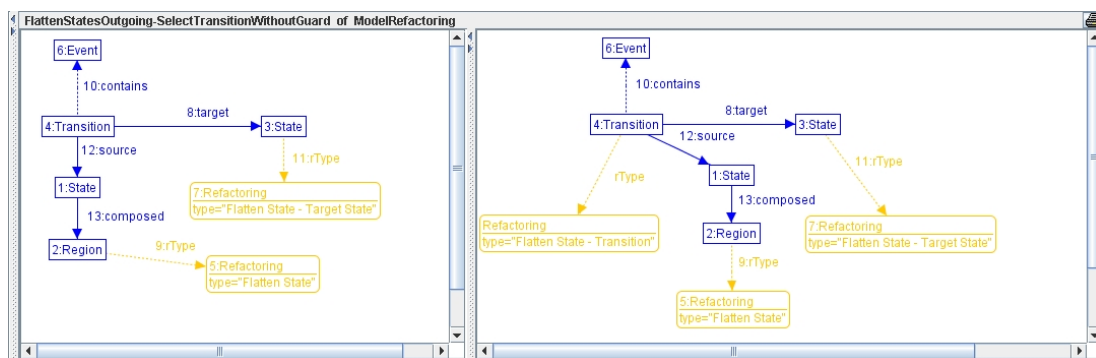 FlattenStatesOutgoing-SelectTransitionWithoutGuard of ModelRefactoring
6:Event
10:contains
8:target
4:Transition
3:State
12:source
11:rType
1:State
7:Refactoring
type="Flatten State - Target State"
13:composed
2:Region
9:rType
5:Refactoring
type="Flatten State"
6:Event
10:contains
8:target
4:Transition
3:State
12:source
11:rType
rType
1:State
13:composed
Refactoring
type="Flatten State - Transition"
7:Refactoring
type="Flatten State - Target State"
2:Region
9:rType
5:Refactoring
type="Flatten State"